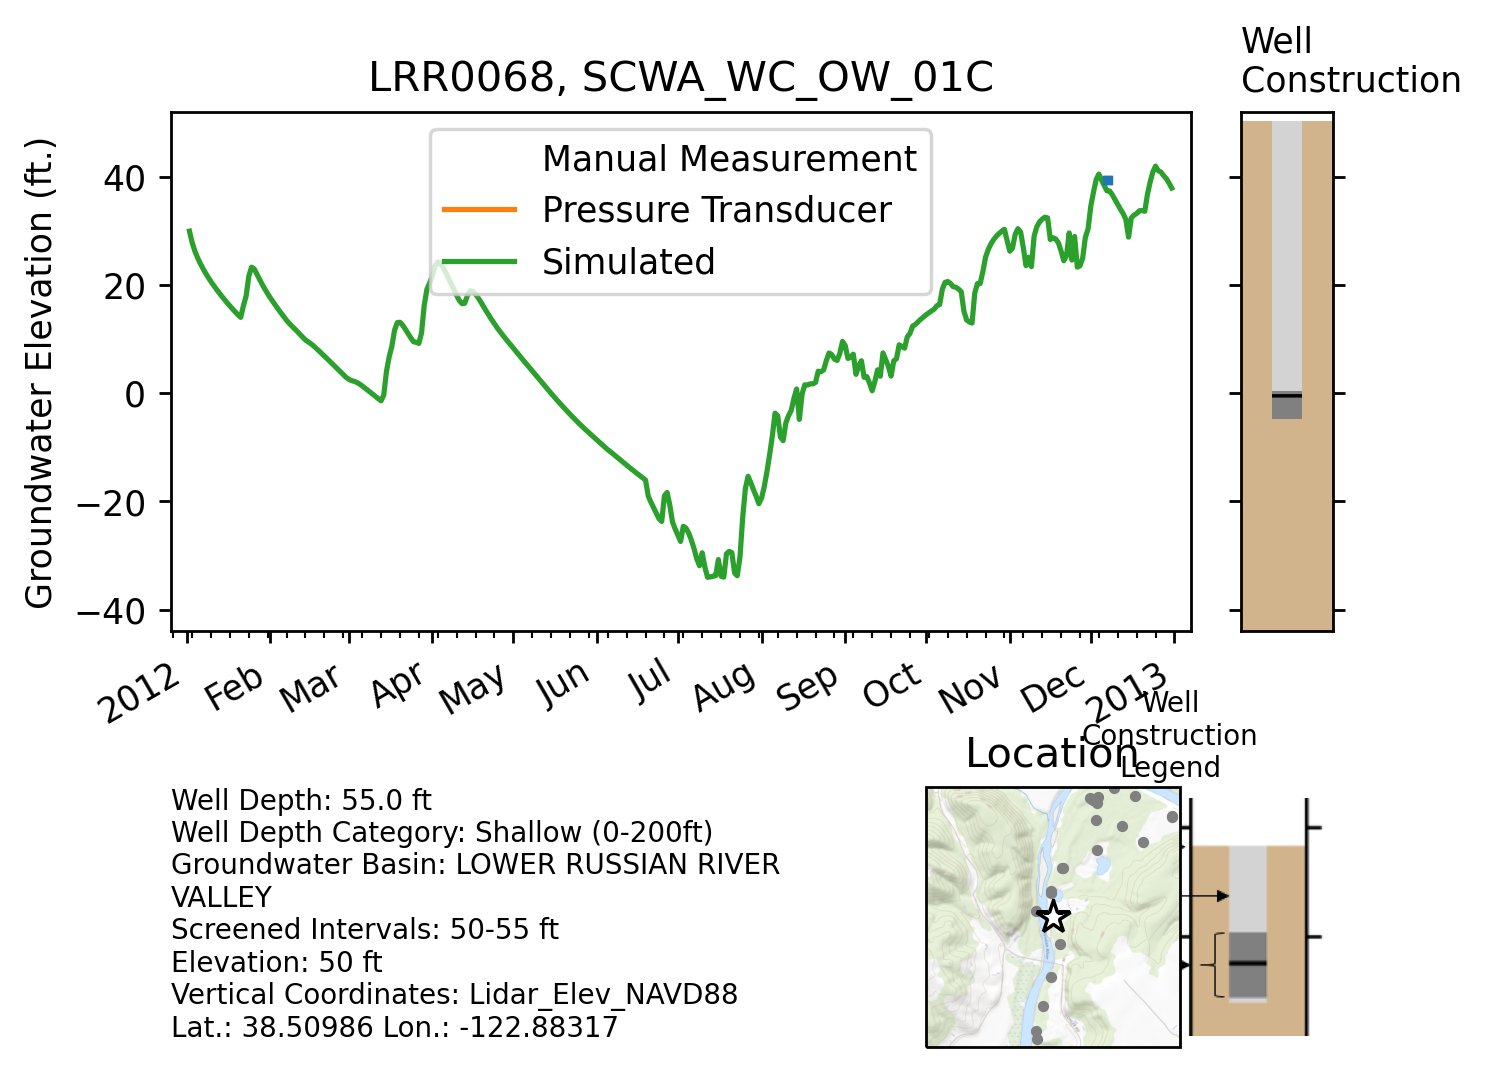 Well
Construction
LRR0068, SCWA_WC_OW_01C
Groundwater Elevation (ft.)
40
20
0
−20
−40
Manual Measurement
Pressure Transducer
Simulated
2012
Feb
Mar
Apr
May
Jun
Jul
Aug
Sep
Oct
Nov
Dec
2013
Well
Construction
Legend
Location
Well Depth: 55.0 ft
Well Depth Category: Shallow (0-200ft)
Groundwater Basin: LOWER RUSSIAN RIVER
VALLEY
Screened Intervals: 50-55 ft
Elevation: 50 ft
Vertical Coordinates: Lidar_Elev_NAVD88
Lat.: 38.50986 Lon.: -122.88317